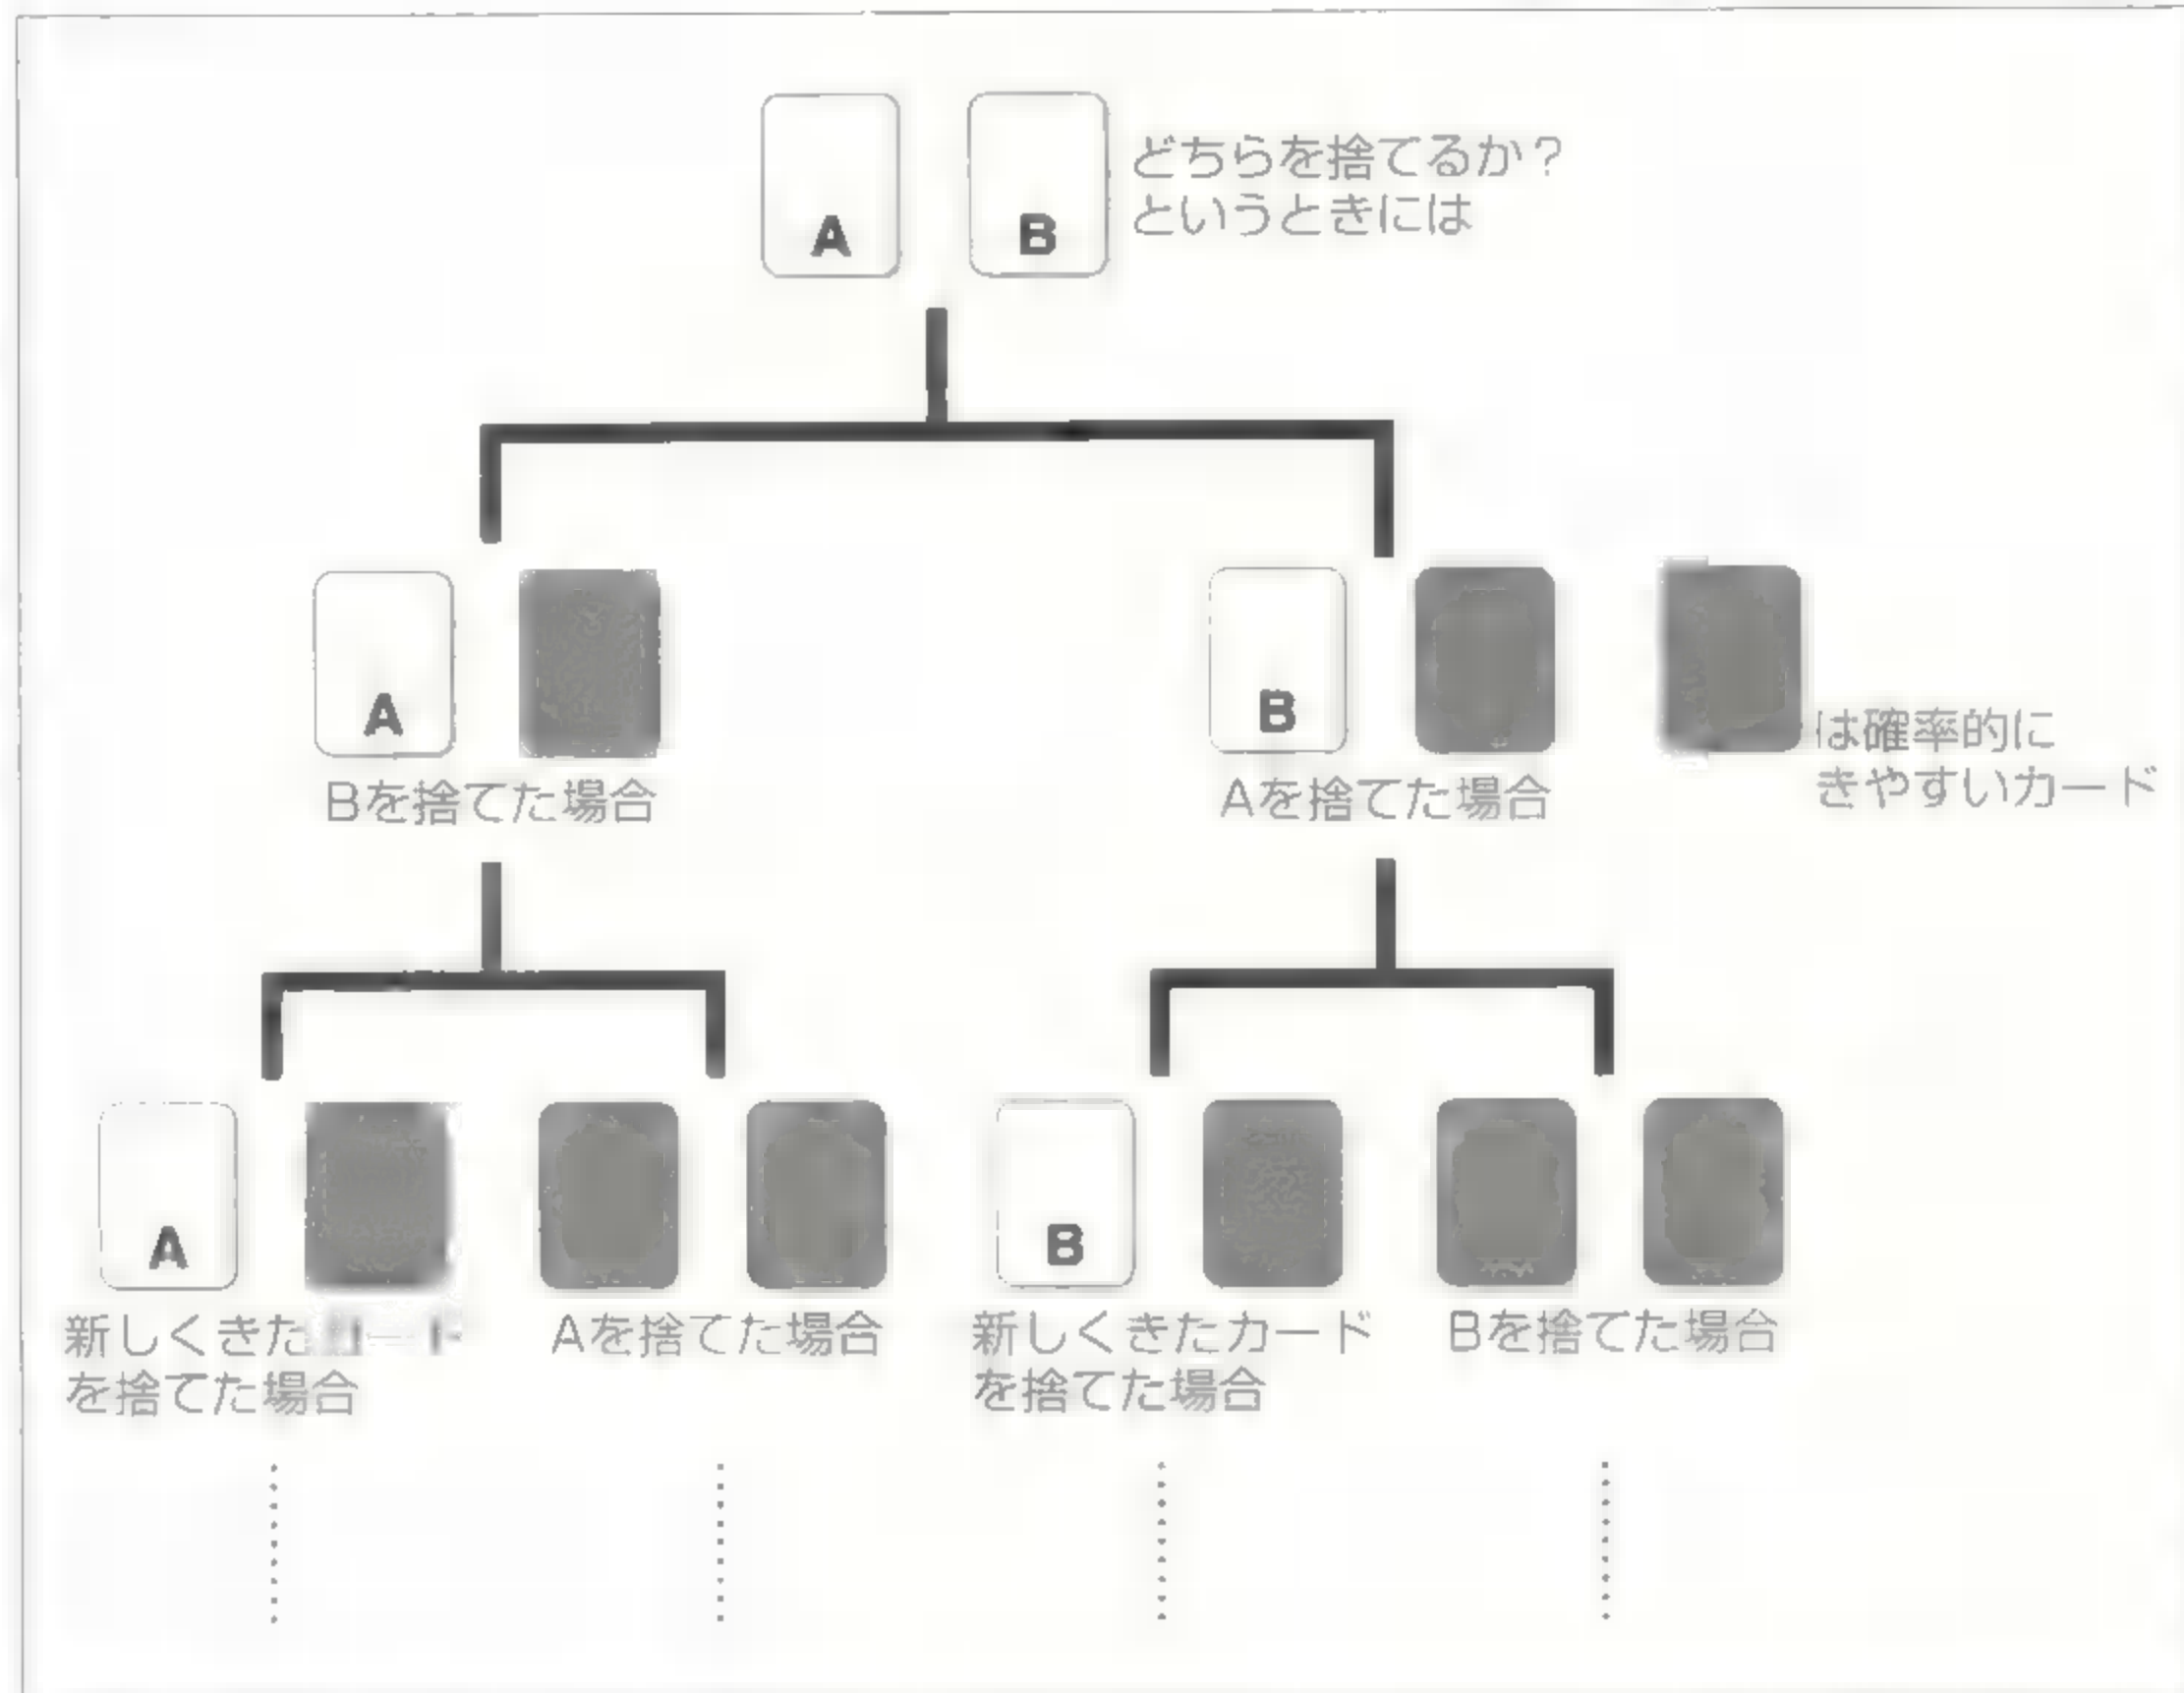 A
B
どちらを捨てるか?
というときには
A
Bを捨てた場合
B
Aを捨てた場合
は確率的に
きやすいカード
A
新しくきた
を捨てた場合
Aを捨てた場合
B
新しくきたカード
を捨てた場合
Bを捨てた場合